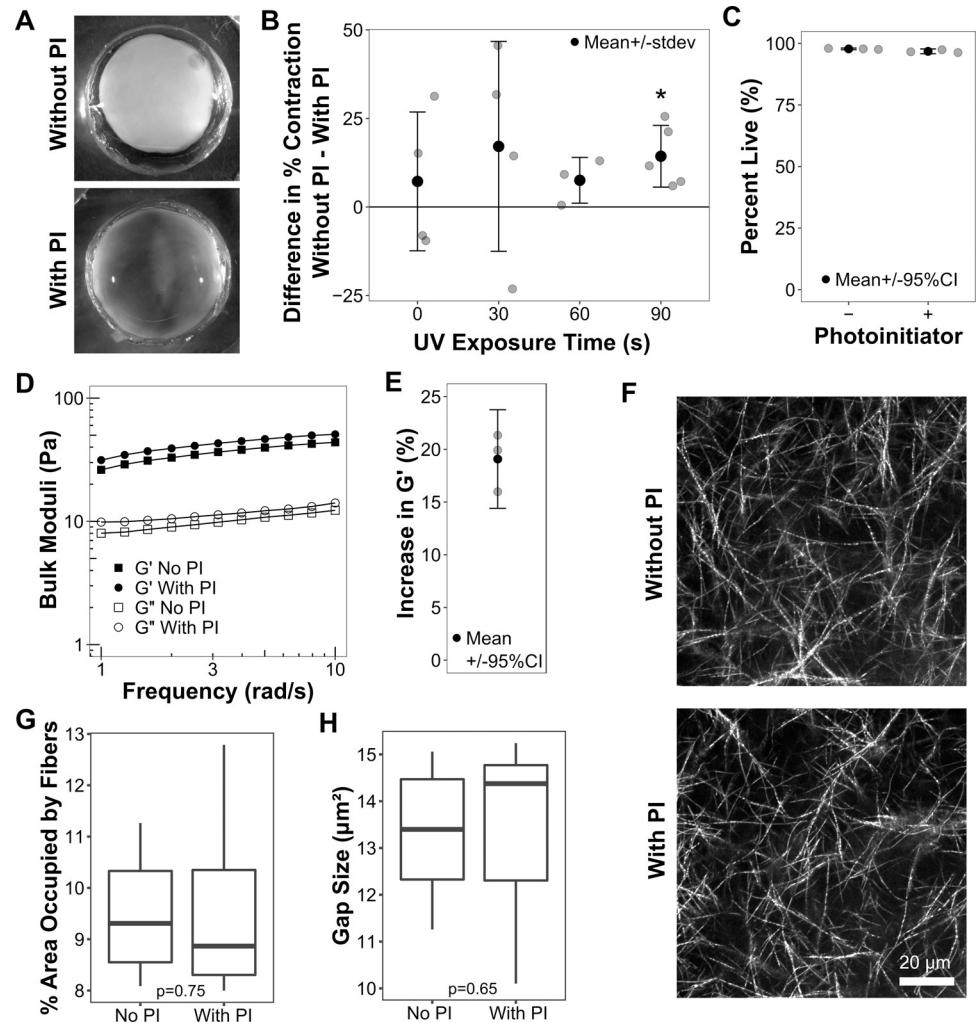 A
Without PI
With PI
B
Difference in % Contraction
Without PI - With PI
50
25
0
−25
Mean+/-stdev
*
0
30
60
90
UV Exposure Time (s)
C
Percent Live (%)
100
75
50
25
0
Mean+/-95%CI
−
+
Photoinitiator
D
Bulk Moduli (Pa)
100
10
1
G' No PI
G' With PI
G" No PI
G" With PI
1
3
10
Frequency (rad/s)
E
Increase in G' (%)
25
20
15
10
5
0
Mean
+/-95%CI
F
Without PI
With PI
20 µm
G
% Area Occupied by Fibers
13
12
11
10
9
8
p=0.75
No PI
With PI
H
Gap Size (µm²)
15
14
13
12
11
10
p=0.65
No PI
With PI